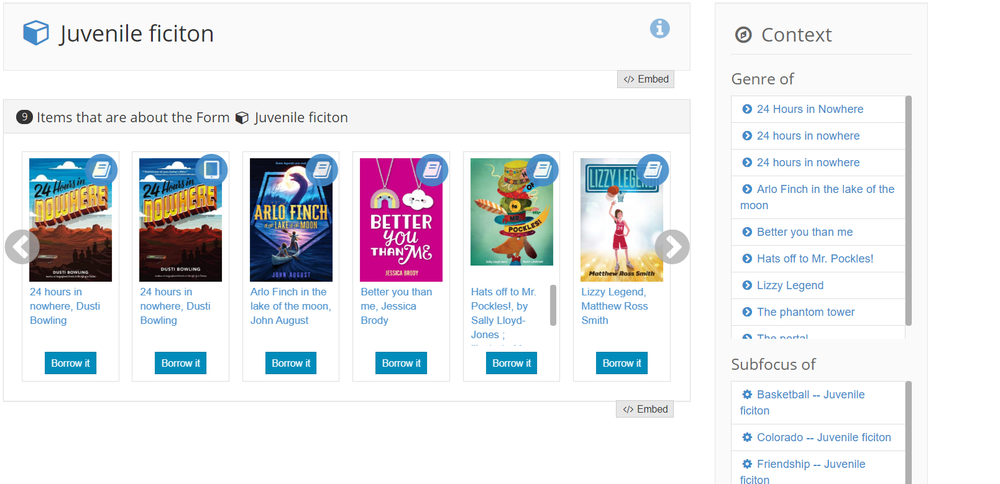 Juvenile ficiton
</> Embed
9 Items that are about the Form Juvenile ficiton
24 Hours in
NOWHERE
DUSTI BOWLING
24 hours in
nowhere, Dusti
Bowling
Borrow it
24 Hours in
NOWHERE
DUSTI BOWLING
24 hours in
nowhere, Dusti
Bowling
Borrow it
ARLO FINCH
IN THE LAKE OF THE MOON
JOHN AUGUST
Arlo Finch in the
lake of the moon,
John August
Borrow it
BETTER
you
THAN ME
JESSICA BRODY
Better you than
me, Jessica
Brody
Borrow it
OF
to
MR.
POCKLES!
Sally Lloyd-Jones
Hats off to Mr.
Pockles!, by
Sally Lloyd-
Jones ;
Borrow it
LIZZY LEGEND
LIZZY
24
Matthew Ross Smith
Lizzy Legend,
Matthew Ross
Smith
Borrow it
</> Embed
Context
Genre of
24 Hours in Nowhere
24 hours in nowhere
24 hours in nowhere
Arlo Finch in the lake of the
moon
Better you than me
Hats off to Mr. Pockles!
Lizzy Legend
The phantom tower
The portal
Subfocus of
Basketball -- Juvenile
ficiton
Colorado -- Juvenile ficiton
Friendship -- Juvenile
ficiton